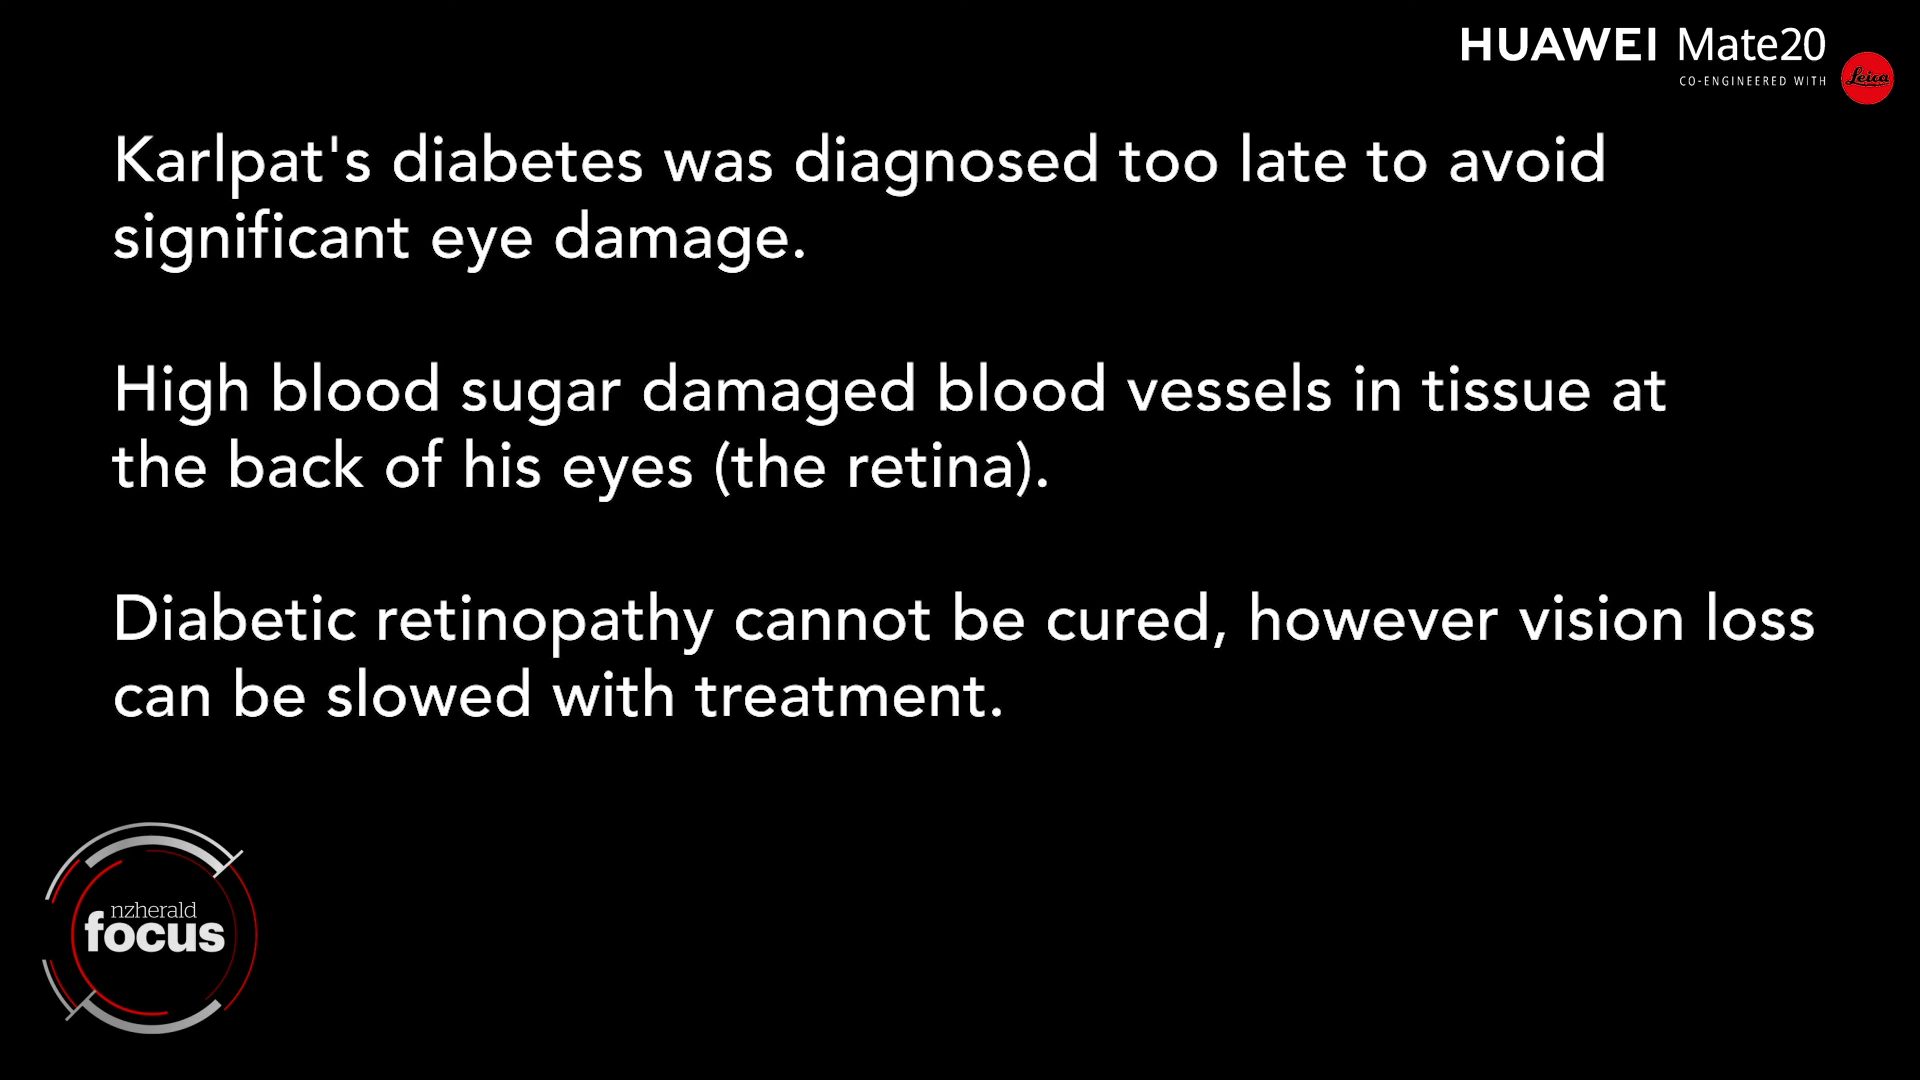 HUAWEI Mate20
CO-ENGINEERED WITH Leica
Karlpat's diabetes was diagnosed too late to avoid
significant eye damage.
High blood sugar damaged blood vessels in tissue at
the back of his eyes (the retina).
Diabetic retinopathy cannot be cured, however vision loss
can be slowed with treatment.
nzherald
focus